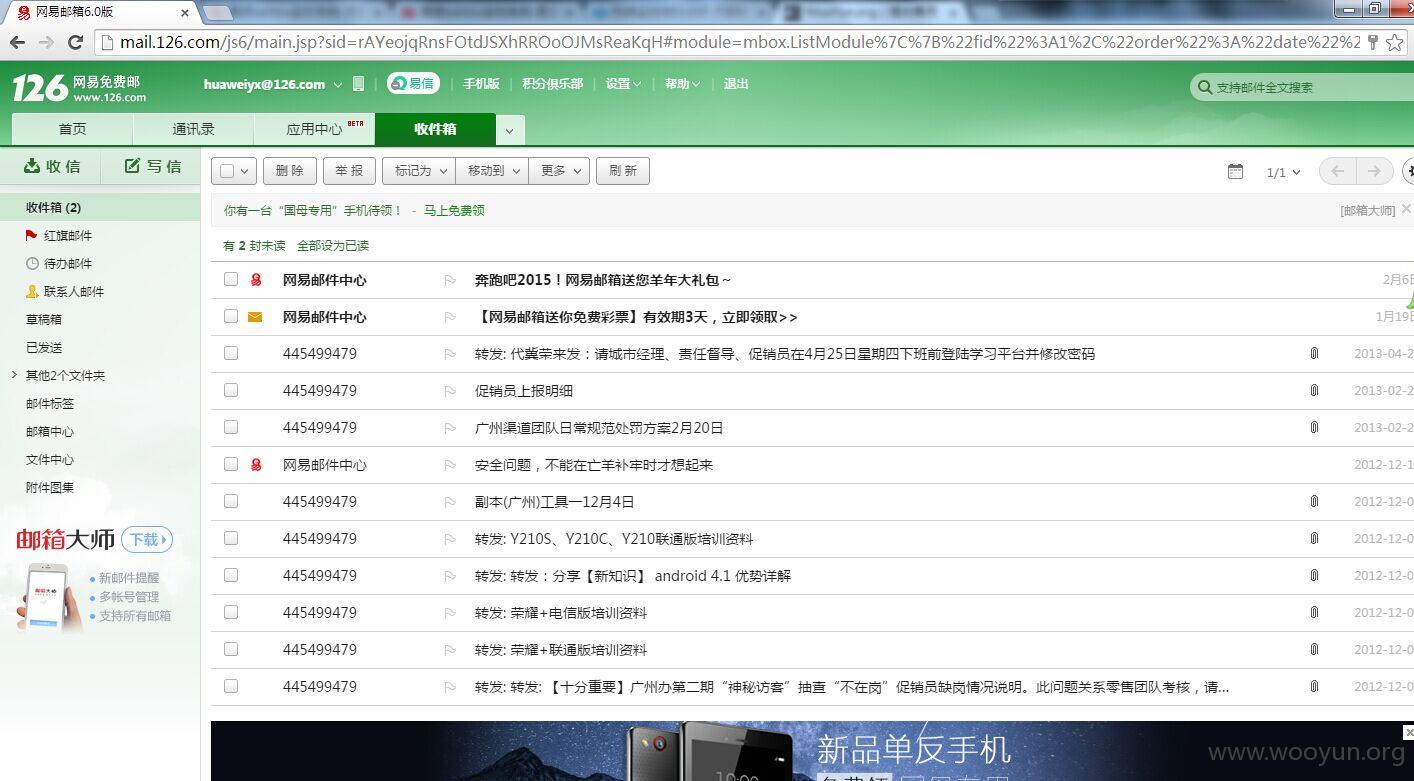 网易邮箱6.0版
mail.126.com/js6/main.jsp?sid=rAYeojqRnsFOtdJSXhRROoOJMsReaKqH#module=mbox.ListModule%7C%7B%22fid%22%3A1%2C%22order%22%3A%22date%22%2
126 网易免费邮 huaweiyx@126.com 易信 手机版 积分俱乐部 设置 帮助 退出 支持邮件全文搜索
www.126.com
首页 通讯录 应用中心 BETA 收件箱
收信 写信 删除 举报 标记为 移动到 更多 刷新 1/1
收件箱 (2) 你有一台“国母专用”手机待领！ - 马上免费领 [邮箱大师]
红旗邮件
有 2 封未读 全部设为已读
待办邮件
网易邮件中心 奔跑吧2015！网易邮箱送您羊年大礼包～ 2月6日
联系人邮件
草稿箱 网易邮件中心 【网易邮箱送你免费彩票】有效期3天，立即领取>> 1月19日
已发送 445499479 转发: 代冀荣来发：请城市经理、责任督导、促销员在4月25日星期四下班前登陆学习平台并修改密码 2013-04-2
其他2个文件夹
445499479 促销员上报明细 2013-02-2
邮件标签
邮箱中心 445499479 广州渠道团队日常规范处罚方案2月20日 2013-02-2
文件中心 网易邮件中心 安全问题，不能在亡羊补牢时才想起来 2012-12-1
附件图集
445499479 副本(广州)工具一12月4日 2012-12-0
邮箱大师 下载 445499479 转发: Y210S、Y210C、Y210联通版培训资料 2012-12-0
新邮件提醒 445499479 转发: 转发：分享【新知识】 android 4.1 优势详解 2012-12-0
邮箱大师
多帐号管理
支持所有邮箱 445499479 转发: 荣耀+电信版培训资料 2012-12-0
445499479 转发: 荣耀+联通版培训资料 2012-12-0
445499479 转发: 转发: 【十分重要】广州办第二期“神秘访客”抽查“不在岗”促销员缺岗情况说明。此问题关系零售团队考核，请... 2012-12-0
新品单反手机
www.wooyun.org
10:00